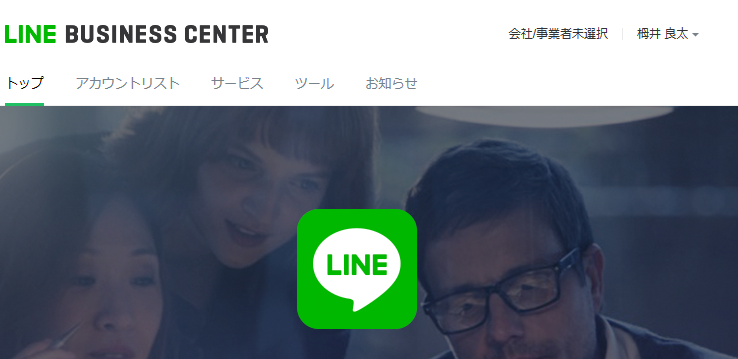 LINE BUSINESS CENTER
会社/事業者未選択
栂井 良太
トップ
アカウントリスト
サービス
ツール
お知らせ
LINE